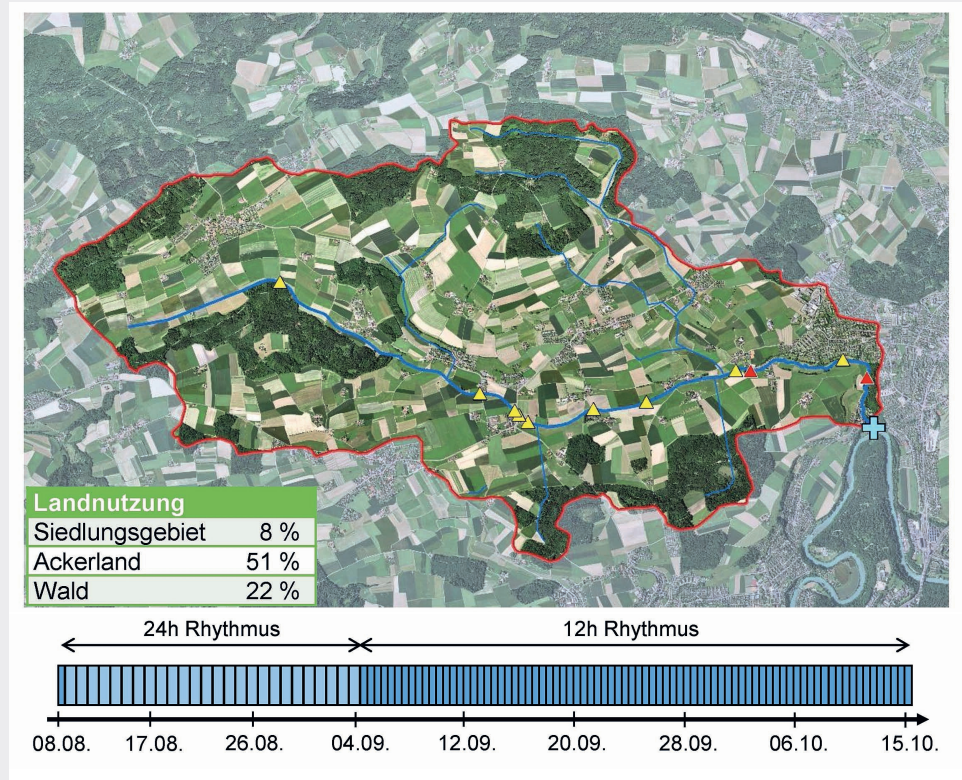 Landnutzung
Siedlungsgebiet 8 %
Ackerland 51 %
Wald 22 %
24h Rhythmus 12h Rhythmus
08.08. 17.08. 26.08. 04.09. 12.09. 20.09. 28.09. 06.10. 15.10.